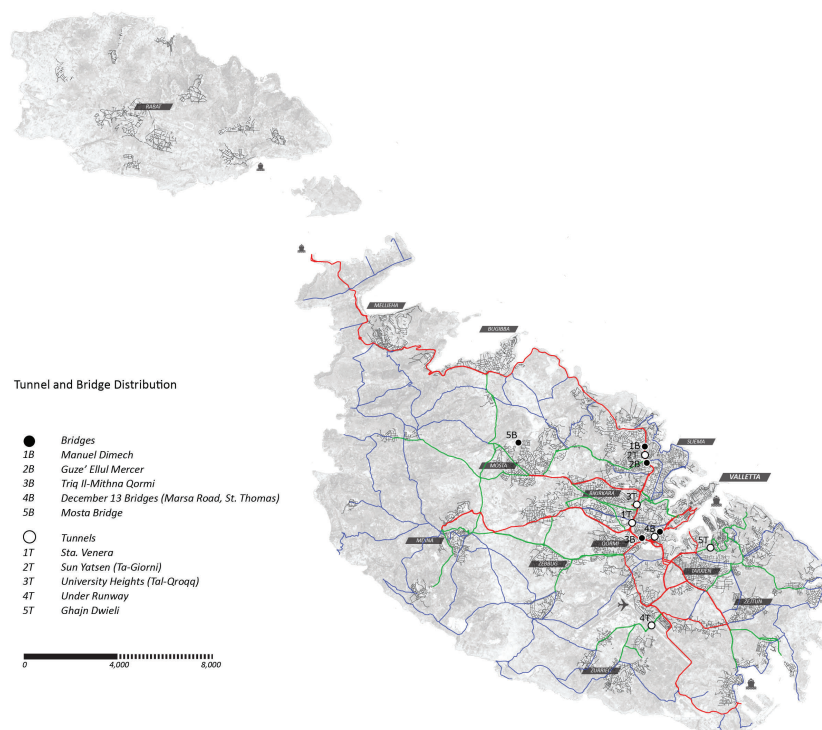 RABAT
MELLIEHA
BUGIBBA
Tunnel and Bridge Distribution
Bridges
1B Manuel Dimech
2B Guze' Ellul Mercer
3B Triq Il-Mithna Qormi
4B December 13 Bridges (Marsa Road, St. Thomas)
5B Mosta Bridge
Tunnels
1T Sta. Venera
2T Sun Yatsen (Ta-Giorni)
3T University Heights (Tal-Qroqq)
4T Under Runway
5T Ghajn Dwieli
0 4,000 8,000
5B
1B
2T
2B
SLIEMA
MOSTA
VALLETTA
BIRKIRKARA
3T
1T
4B
3B
QORMI
5T
MDINA
ZEBBUG
TARXIEN
ZEJTUN
4T
ZURRIEQ